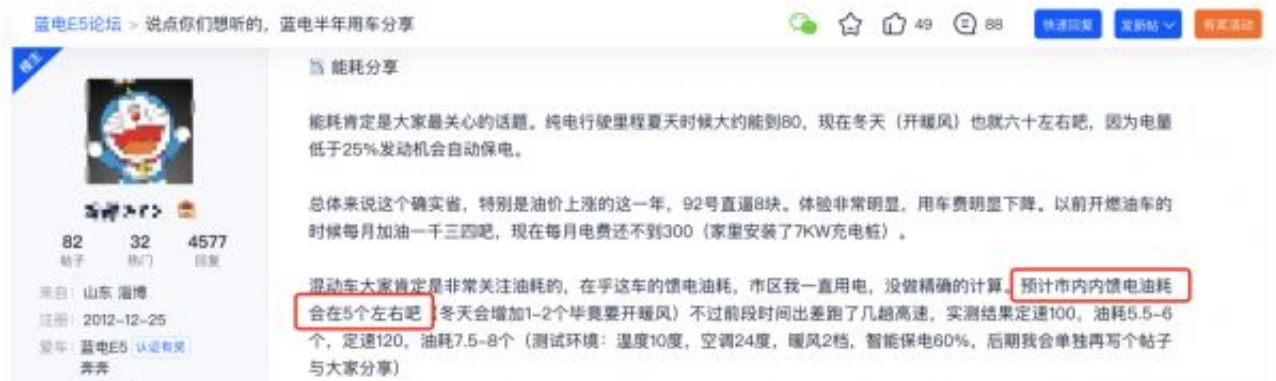 蓝电E5论坛 > 说点你们想听的，蓝电半年用车分享
49
88
快速回复
发新帖
有奖活动
楼主
能耗分享
能耗肯定是大家最关心的话题。纯电行驶里程夏天时候大约能到80，现在冬天（开暖风）也就六十左右吧，因为电量
低于25%发动机会自动保电。
总体来说这个确实省，特别是油价上涨的这一年，92号直逼8块。体验非常明显，用车费明显下降。以前开燃油车的
时候每月加油一千三四吧，现在每月电费还不到300（家里安装了7KW充电桩）。
混动车大家肯定是非常关注油耗的，在乎这车的馈电油耗，市区我一直用电，没做精确的计算。预计市内内馈电油耗
会在5个左右吧（冬天会增加1-2个毕竟要开暖风）不过前段时间出差跑了几趟高速，实测结果定速100，油耗5.5-6
个，定速120，油耗7.5-8个（测试环境：温度10度，空调24度，暖风2档，智能保电60%，后期我会单独再写个帖子
与大家分享）
82 32 4577
帖子 热门 回复
来自：山东 淄博
注册：2012-12-25
爱车：蓝电E5 认证有奖
奔奔